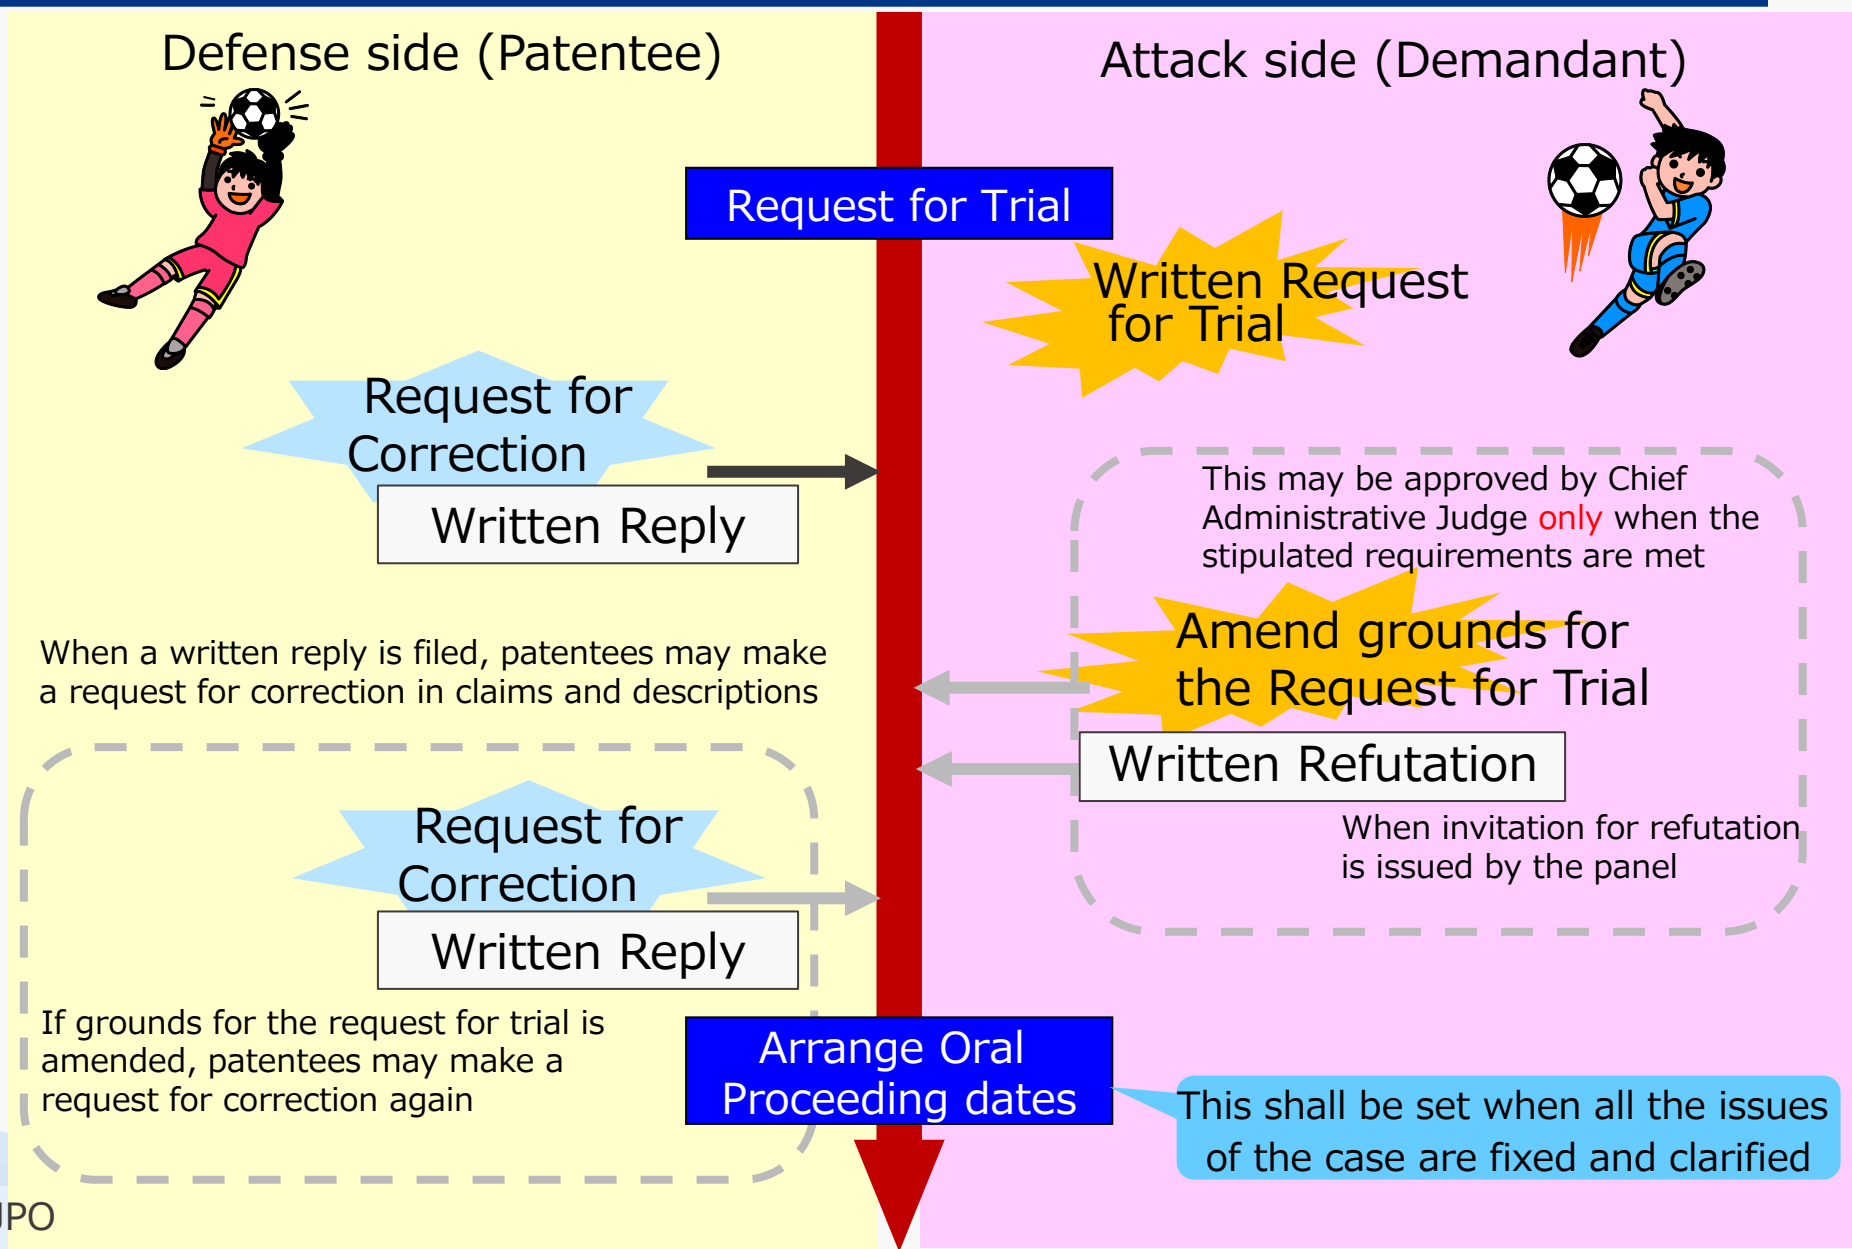 Defense side (Patentee)
Attack side (Demandant)
Request for Trial
Written Request
for Trial
Request for
Correction
Written Reply
This may be approved by Chief
Administrative Judge only when the
stipulated requirements are met
When a written reply is filed, patentees may make
a request for correction in claims and descriptions
Amend grounds for
the Request for Trial
Written Refutation
When invitation for refutation
is issued by the panel
Request for
Correction
Written Reply
If grounds for the request for trial is
amended, patentees may make a
request for correction again
Arrange Oral
Proceeding dates
This shall be set when all the issues
of the case are fixed and clarified
JPO